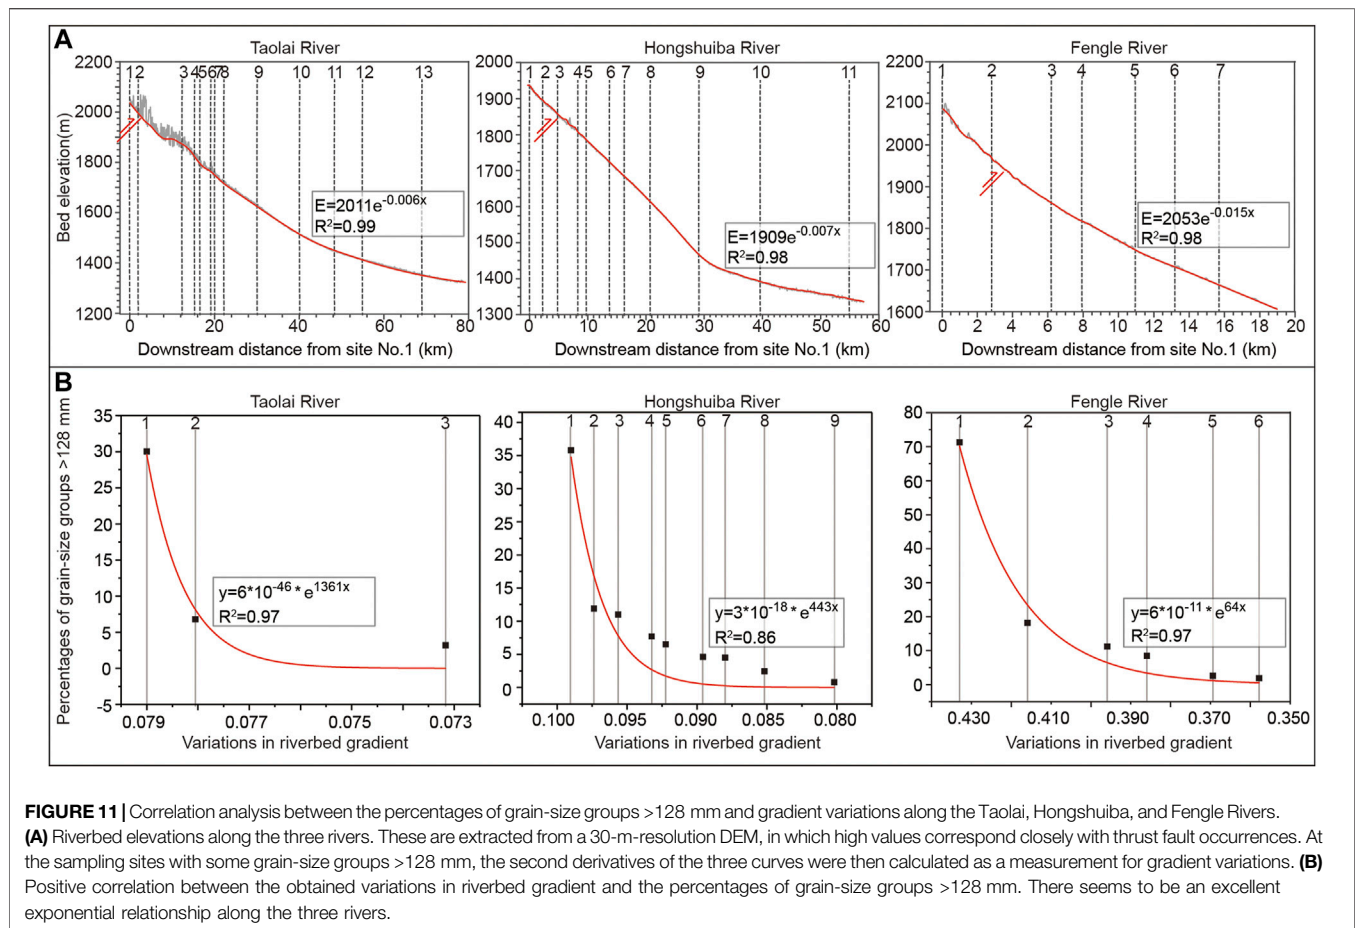 A
Taolai River
Hongshuiba River
Fengle River
Bed elevation(m)
2200
2000
1800
1600
1400
1200
1 2 3 4 5 6 7 8 9 10 11 12 13
E=2011e-0.006x
R2=0.99
0 20 40 60 80
Downstream distance from site No.1 (km)
2000
1900
1800
1700
1600
1500
1400
1300
1 2 3 4 5 6 7 8 9 10 11
E=1909e-0.007x
R2=0.98
0 10 20 30 40 50 60
Downstream distance from site No.1 (km)
2200
2100
2000
1900
1800
1700
1600
1 2 3 4 5 6 7
E=2053e-0.015x
R2=0.98
0 2 4 6 8 10 12 14 16 18 20
Downstream distance from site No.1 (km)
B
Taolai River
Hongshuiba River
Fengle River
Percentages of grain-size groups >128 mm
35
30
25
20
15
10
5
0
-5
1 2 3
y=6*10-46 * e1361x
R2=0.97
0.079 0.077 0.075 0.073
Variations in riverbed gradient
40
35
30
25
20
15
10
5
0
1 2 3 4 5 6 7 8 9
y=3*10-18 * e443x
R2=0.86
0.100 0.095 0.090 0.085 0.080
Variations in riverbed gradient
80
70
60
50
40
30
20
10
0
1 2 3 4 5 6
y=6*10-11 * e64x
R2=0.97
0.430 0.410 0.390 0.370 0.350
Variations in riverbed gradient
FIGURE 11 | Correlation analysis between the percentages of grain-size groups >128 mm and gradient variations along the Taolai, Hongshuiba, and Fengle Rivers.
(A) Riverbed elevations along the three rivers. These are extracted from a 30-m-resolution DEM, in which high values correspond closely with thrust fault occurrences. At
the sampling sites with some grain-size groups >128 mm, the second derivatives of the three curves were then calculated as a measurement for gradient variations. (B)
Positive correlation between the obtained variations in riverbed gradient and the percentages of grain-size groups >128 mm. There seems to be an excellent
exponential relationship along the three rivers.